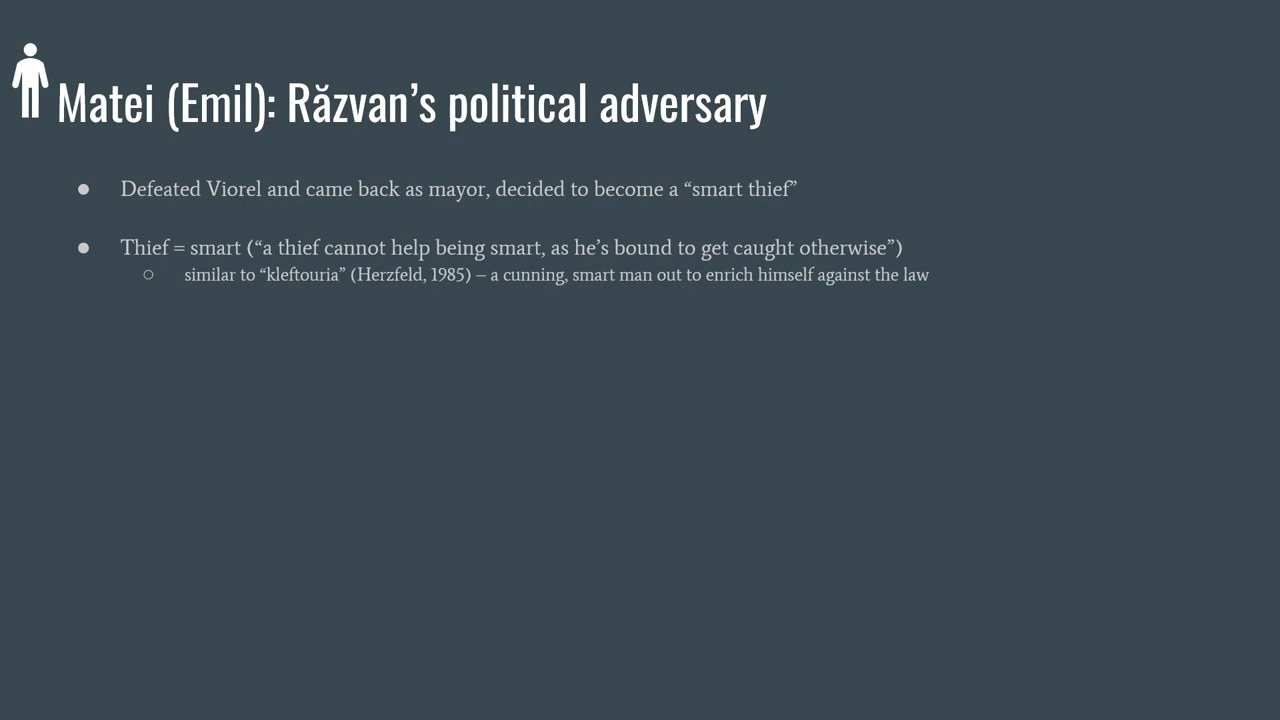 Matei (Emil): Răzvan’s political adversary
● Defeated Viorel and came back as mayor, decided to become a “smart thief”
● Thief = smart (“a thief cannot help being smart, as he’s bound to get caught otherwise”)
○ similar to “kleftouria” (Herzfeld, 1985) – a cunning, smart man out to enrich himself against the law